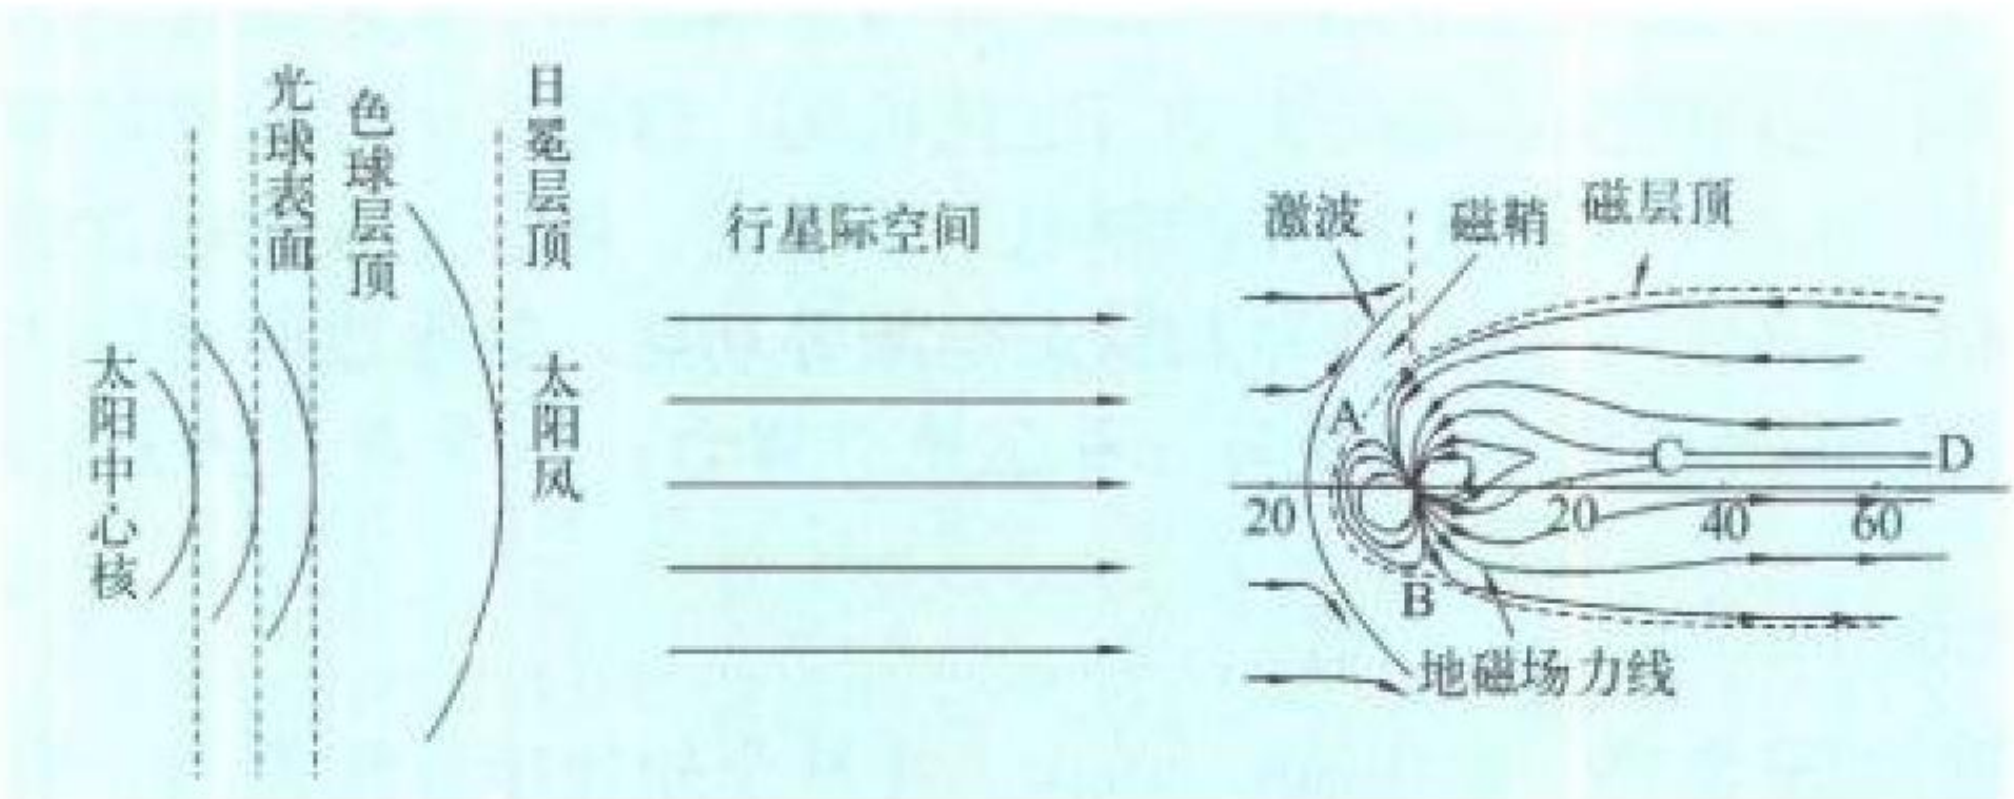 太阳中心核
光球表面
色球层顶
日冕层顶
太阳风
行星际空间
激波
磁鞘
磁层顶
A
B
C
D
20
20
40
60
地磁场力线